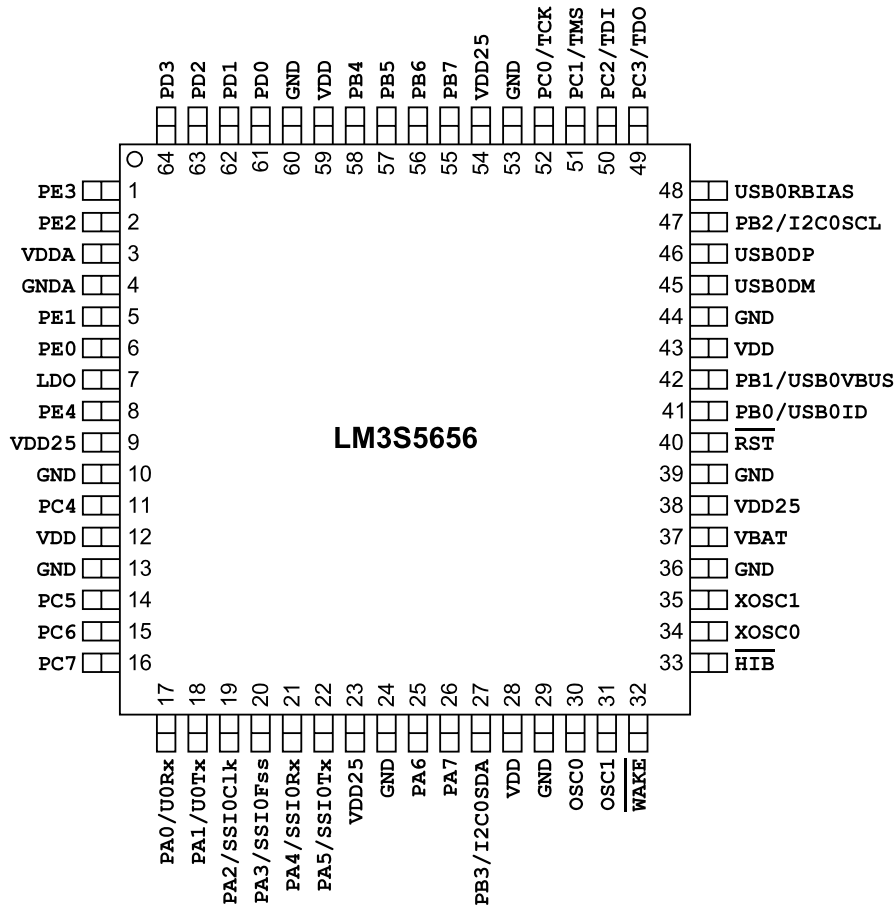 PD3
PD2
PD1
PD0
GND
VDD
PB4
PB5
PB6
PB7
VDD25
GND
PC0/TCK
PC1/TMS
PC2/TDI
PC3/TDO
64
63
62
61
60
59
58
57
56
55
54
53
52
51
50
49
PE3 1
PE2 2
VDDA 3
GNDA 4
PE1 5
PE0 6
LDO 7
PE4 8
VDD25 9
GND 10
PC4 11
VDD 12
GND 13
PC5 14
PC6 15
PC7 16
LM3S5656
48 USB0RBIAS
47 PB2/I2C0SCL
46 USB0DP
45 USB0DM
44 GND
43 VDD
42 PB1/USB0VBUS
41 PB0/USB0ID
40 RST
39 GND
38 VDD25
37 VBAT
36 GND
35 XOSC1
34 XOSC0
33 HIB
17
18
19
20
21
22
23
24
25
26
27
28
29
30
31
32
PA0/U0Rx
PA1/U0Tx
PA2/SSI0Clk
PA3/SSI0Fss
PA4/SSI0Rx
PA5/SSI0Tx
VDD25
GND
PA6
PA7
PB3/I2C0SDA
VDD
GND
OSC0
OSC1
WAKE